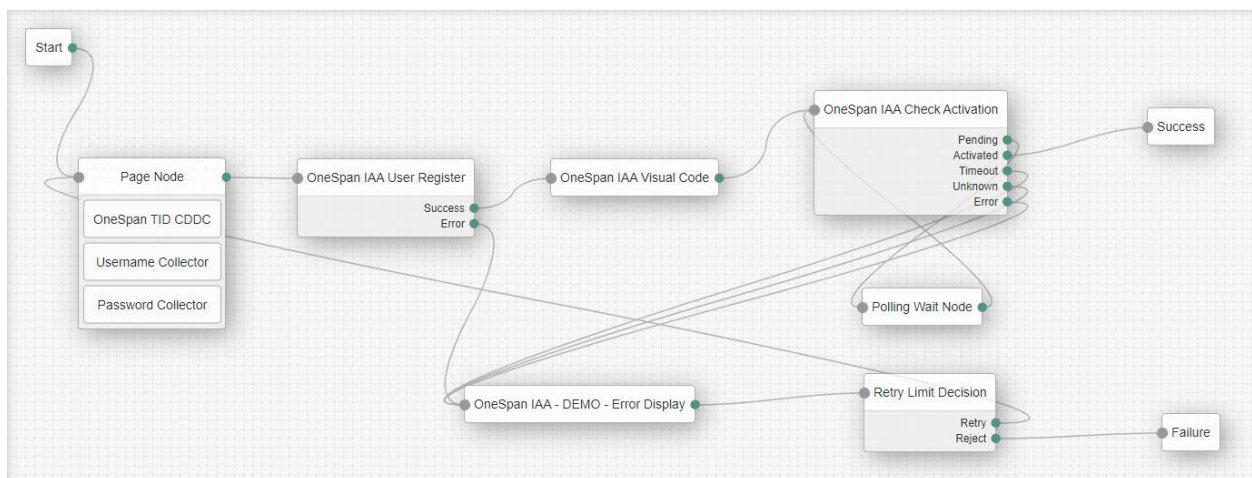 Start
Page Node
OneSpan TID CDDC
Username Collector
Password Collector
OneSpan IAA User Register
Success
Error
OneSpan IAA Visual Code
OneSpan IAA Check Activation
Pending
Activated
Timeout
Unknown
Error
Success
Polling Wait Node
OneSpan IAA - DEMO - Error Display
Retry Limit Decision
Retry
Reject
Failure